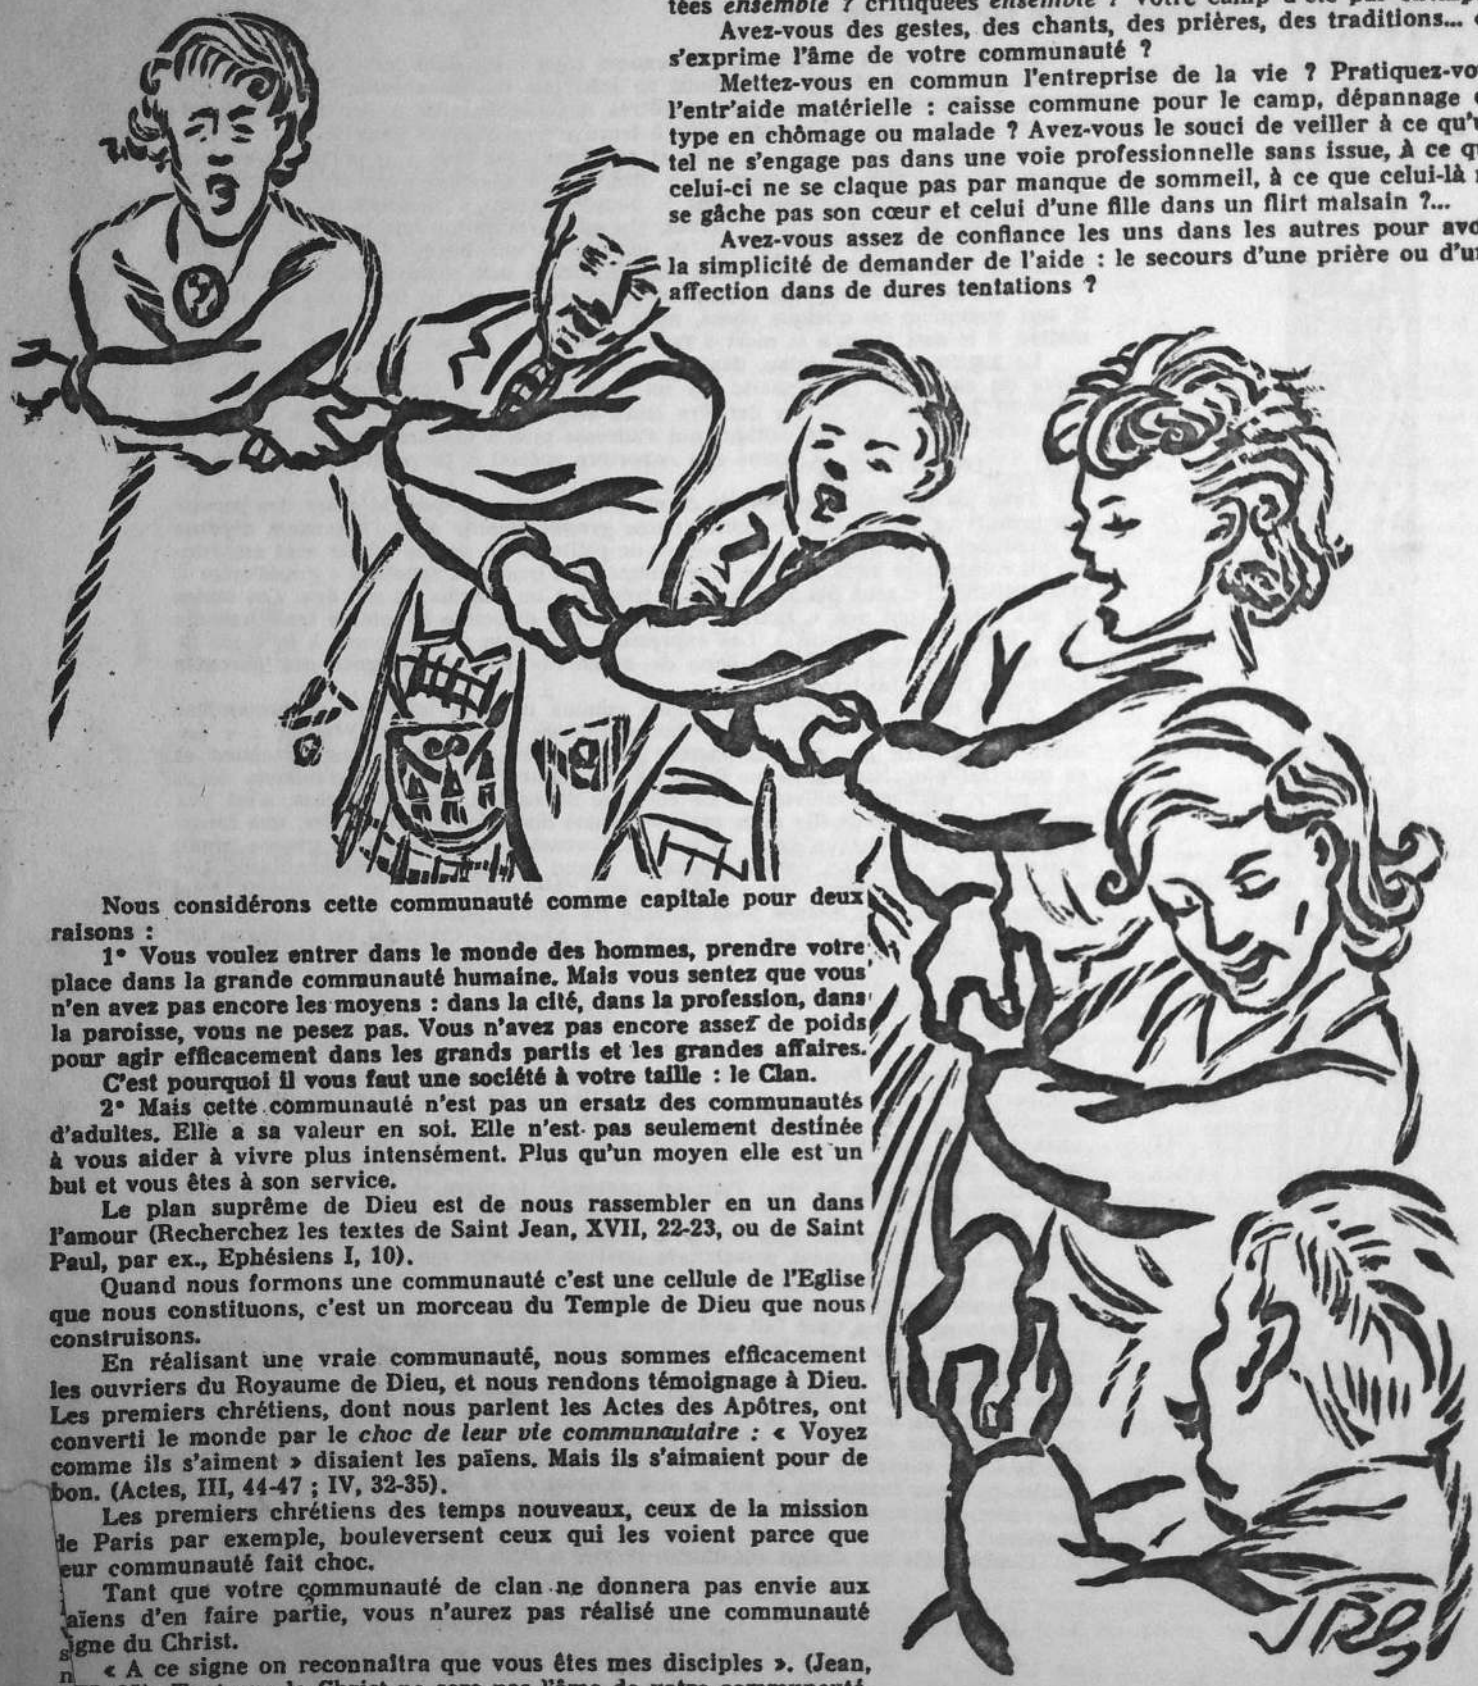 tées ensemble ? critiquées ensemble ?
Avez-vous des gestes, des chants, des prières, des traditions...
s'exprime l'âme de votre communauté ?
Mettez-vous en commun l'entreprise de la vie ? Pratiquez-vo
l'entr'aide matérielle : caisse commune pour le camp, dépannage
type en chômage ou malade ? Avez-vous le souci de veiller à ce qu'u
tel ne s'engage pas dans une voie professionnelle sans issue, à ce qu
celui-ci ne se claque pas par manque de sommeil, à ce que celui-là
se gâche pas son cœur et celui d'une fille dans un flirt malsain ?...
Avez-vous assez de confiance les uns dans les autres pour avo
la simplicité de demander de l'aide : le secours d'une prière ou d'u
affection dans de dures tentations ?
Nous considérons cette communauté comme capitale pour deux
raisons :
1° Vous voulez entrer dans le monde des hommes, prendre votre
place dans la grande communauté humaine. Mais vous sentez que vous
n'en avez pas encore les moyens : dans la cité, dans la profession, dans
la paroisse, vous ne pesez pas. Vous n'avez pas encore assez de poids
pour agir efficacement dans les grands partis et les grandes affaires.
C'est pourquoi il vous faut une société à votre taille : le Clan.
2° Mais cette communauté n'est pas un ersatz des communautés
d'adultes. Elle a sa valeur en soi. Elle n'est pas seulement destinée
à vous aider à vivre plus intensément. Plus qu'un moyen elle est un
but et vous êtes à son service.
Le plan suprême de Dieu est de nous rassembler en un dans
l'amour (Recherchez les textes de Saint Jean, XVII, 22-23, ou de Saint
Paul, par ex., Ephésiens I, 10).
Quand nous formons une communauté c'est une cellule de l'Eglise
que nous constituons, c'est un morceau du Temple de Dieu que nous
construisons.
En réalisant une vraie communauté, nous sommes efficacement
les ouvriers du Royaume de Dieu, et nous rendons témoignage à Dieu.
Les premiers chrétiens, dont nous parlent les Actes des Apôtres, ont
converti le monde par le choc de leur vie communautaire : « Voyez
comme ils s'aiment » disaient les païens. Mais ils s'aimaient pour de
bon. (Actes, III, 44-47 ; IV, 32-35).
Les premiers chrétiens des temps nouveaux, ceux de la mission
de Paris par exemple, bouleversent ceux qui les voient parce que
eur communauté fait choc.
Tant que votre communauté de clan ne donnera pas envie aux
aïens d'en faire partie, vous n'aurez pas réalisé une communauté
signe du Christ.
« A ce signe on reconnaîtra que vous êtes mes disciples ». (Jean,